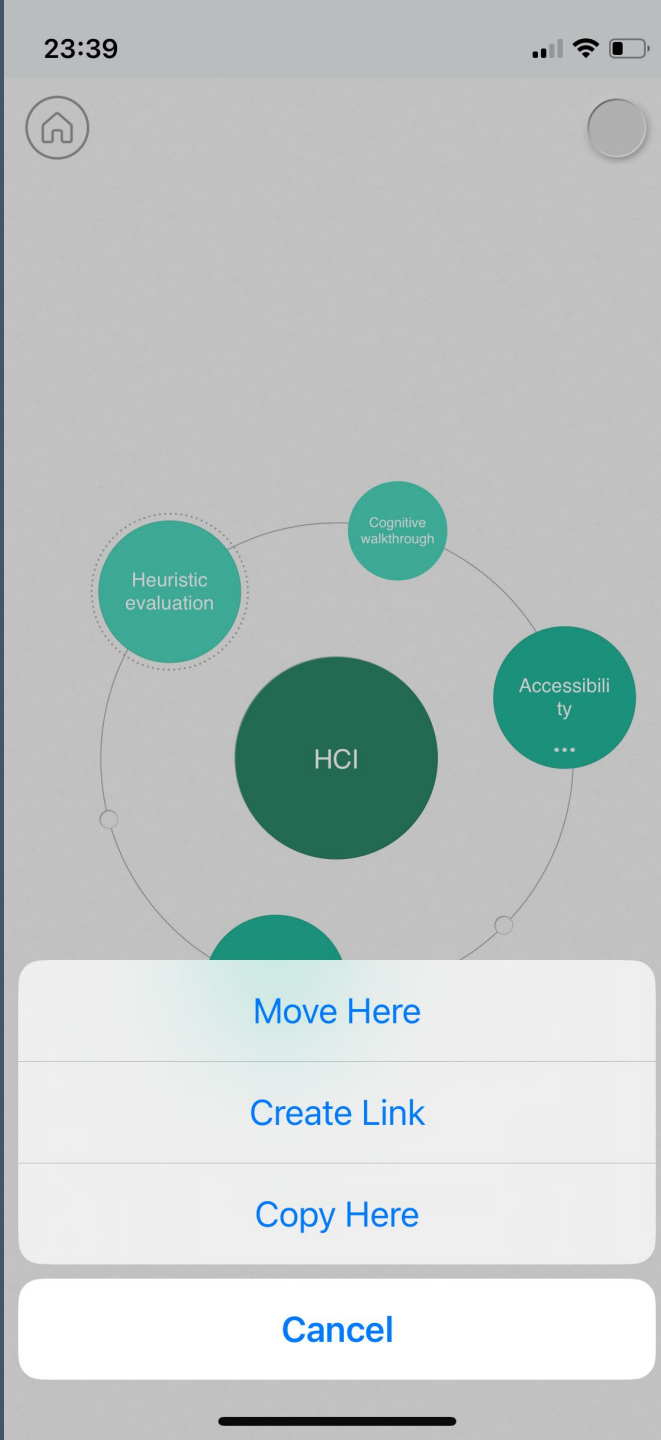 23:39
Cognitive
walkthrough
Heuristic
evaluation
Accessibili
ty
...
HCI
Move Here
Create Link
Copy Here
Cancel